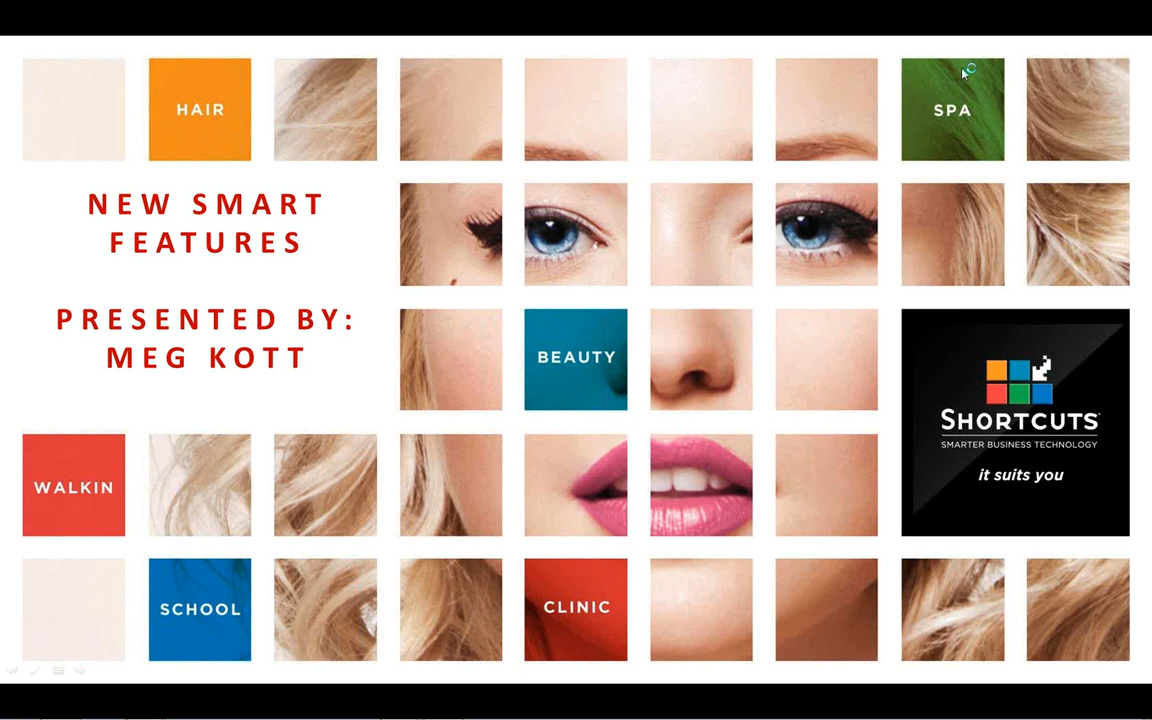 HAIR
SPA
NEW SMART
FEATURES
PRESENTED BY:
MEG KOTT
BEAUTY
SHORTCUTS
SMARTER BUSINESS TECHNOLOGY
it suits you
WALKIN
SCHOOL
CLINIC